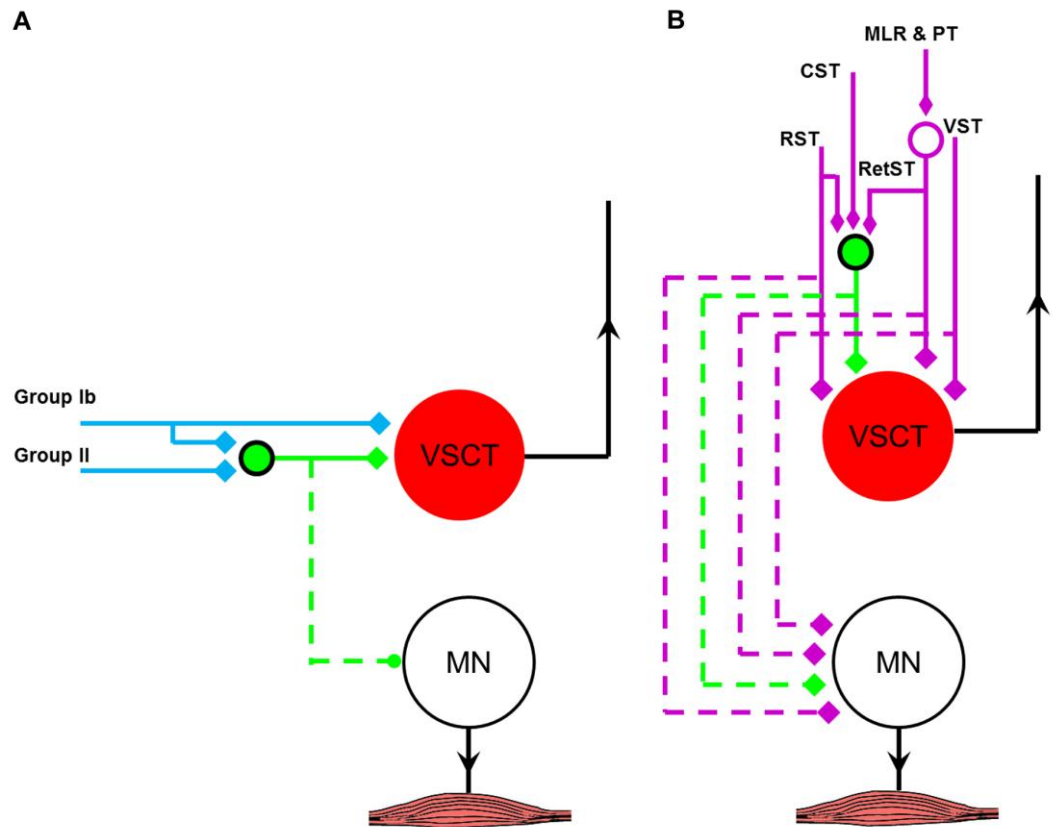 A
Group Ib
Group II
VSCT
MN
B
MLR & PT
CST
VST
RST
RetST
VSCT
MN